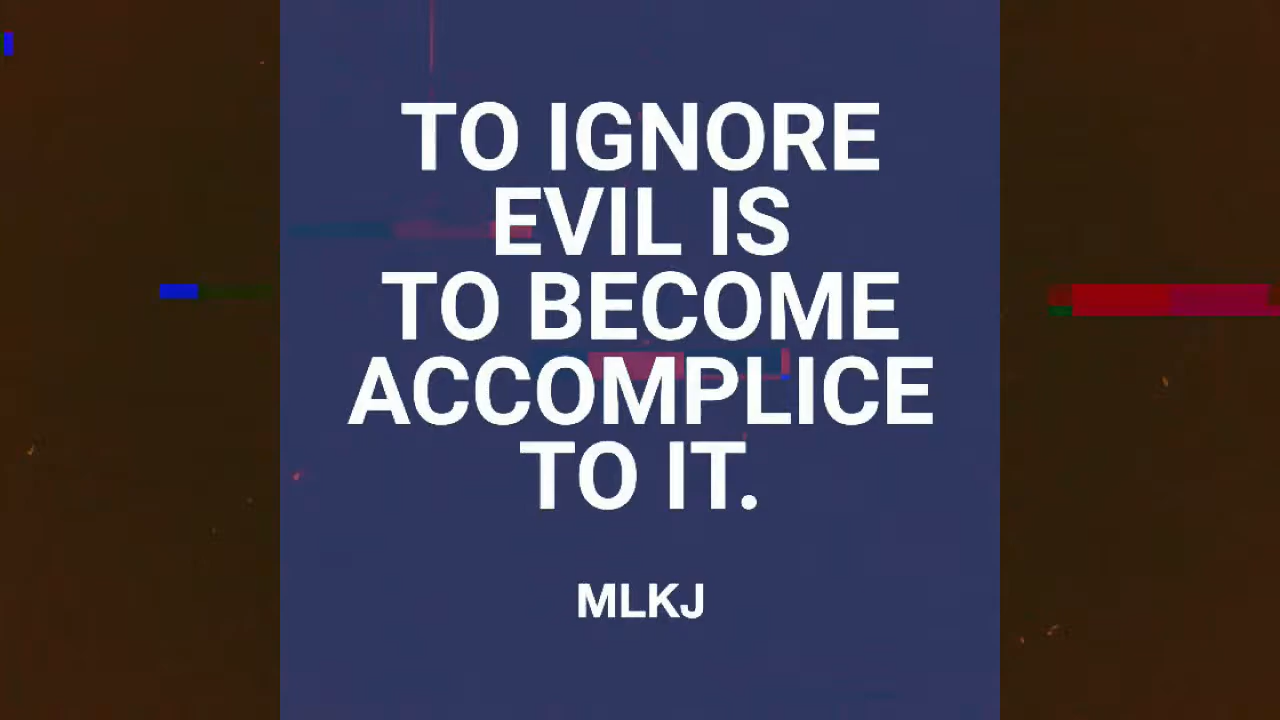 TO IGNORE
EVIL IS
TO BECOME
ACCOMPLICE
TO IT.
MLKJ